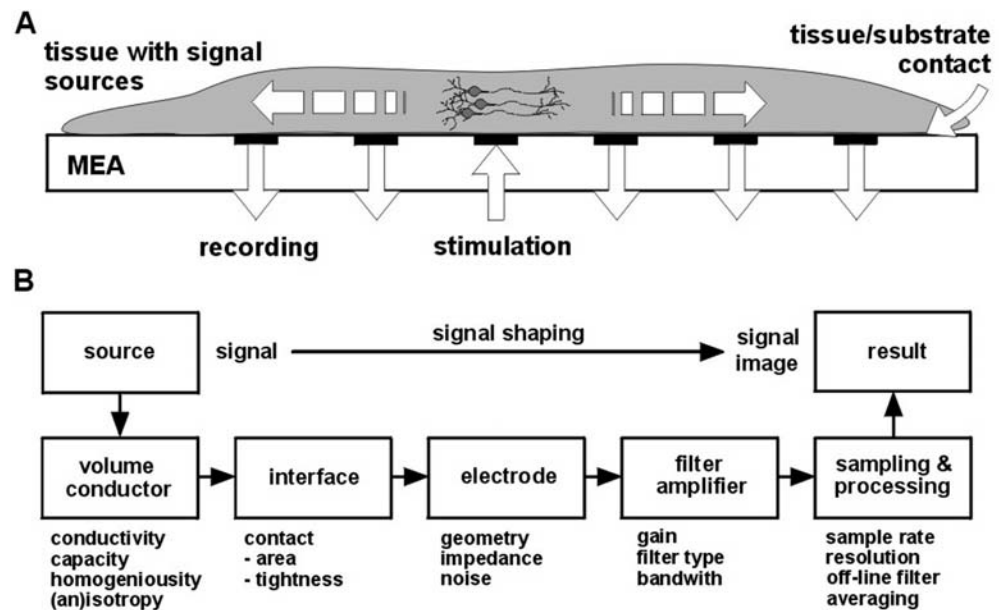 A
tissue with signal
sources
tissue/substrate
contact
MEA
recording
stimulation
B
source
signal
signal shaping
signal
image
result
volume
conductor
interface
electrode
filter
amplifier
sampling &
processing
conductivity
capacity
homogeniousity
(an)isotropy
contact
- area
- tightness
geometry
impedance
noise
gain
filter type
bandwith
sample rate
resolution
off-line filter
averaging